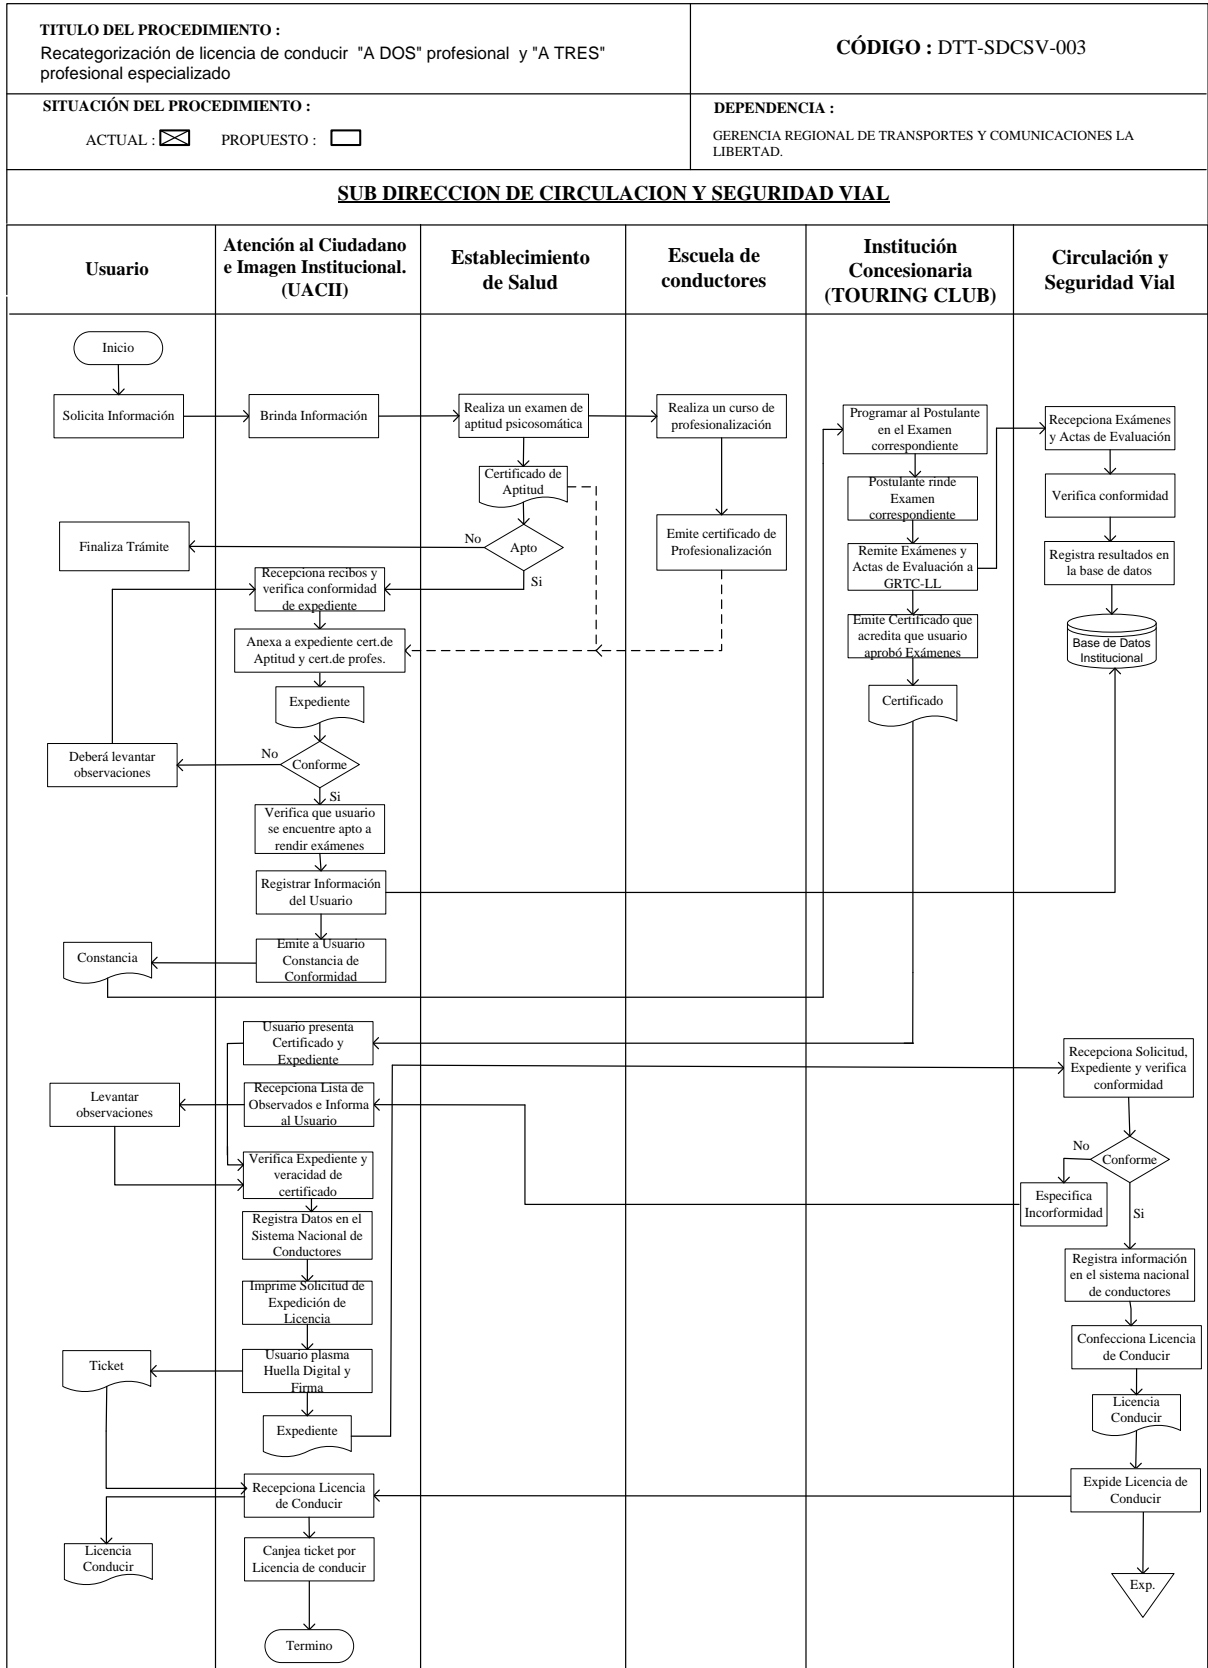 TITULO DEL PROCEDIMIENTO :
Recategorización de licencia de conducir "A DOS" profesional y "A TRES"
profesional especializado
CÓDIGO : DTT-SDCSV-003
SITUACIÓN DEL PROCEDIMIENTO :
ACTUAL :
PROPUESTO :
DEPENDENCIA :
GERENCIA REGIONAL DE TRANSPORTES Y COMUNICACIONES LA
LIBERTAD.
SUB DIRECCION DE CIRCULACION Y SEGURIDAD VIAL
Usuario
Atención al Ciudadano
e Imagen Institucional.
(UACII)
Establecimiento
de Salud
Escuela de
conductores
Institución
Concesionaria
(TOURING CLUB)
Circulación y
Seguridad Vial
Inicio
Solicita Información
Brinda Información
Realiza un examen de
aptitud psicosomática
Realiza un curso de
profesionalización
Programar al Postulante
en el Examen
correspondiente
Recepciona Exámenes
y Actas de Evaluación
Certificado de
Aptitud
Postulante rinde
Examen
correspondiente
Verifica conformidad
Finaliza Trámite
No
Apto
Si
Emite certificado de
Profesionalización
Remite Exámenes y
Actas de Evaluación a
GRTC-LL
Registra resultados en
la base de datos
Recepciona recibos y
verifica conformidad
de expediente
Anexa a expediente cert.de
Aptitud y cert.de profes.
Emite Certificado que
acredita que usuario
aprobó Exámenes
Base de Datos
Institucional
Expediente
Certificado
Deberá levantar
observaciones
No
Conforme
Si
Verifica que usuario
se encuentre apto a
rendir exámenes
Registrar Información
del Usuario
Constancia
Emite a Usuario
Constancia de
Conformidad
Usuario presenta
Certificado y
Expediente
Recepciona Solicitud,
Expediente y verifica
conformidad
Levantar
observaciones
Recepciona Lista de
Observados e Informa
al Usuario
No
Conforme
Si
Verifica Expediente y
veracidad de
certificado
Especifica
Incorformidad
Registra Datos en el
Sistema Nacional de
Conductores
Registra información
en el sistema nacional
de conductores
Imprime Solicitud de
Expedición de
Licencia
Confecciona Licencia
de Conducir
Ticket
Usuario plasma
Huella Digital y
Firma
Licencia
Conducir
Expediente
Recepciona Licencia
de Conducir
Expide Licencia de
Conducir
Licencia
Conducir
Canjea ticket por
Licencia de conducir
Exp.
Termino